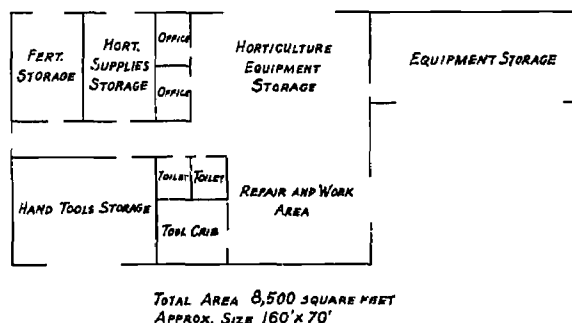 FERT.
STORAGE
HORT.
SUPPLIES
STORAGE
OFFICE
OFFICE
HORTICULTURE
EQUIPMENT
STORAGE
EQUIPMENT STORAGE
HAND TOOLS STORAGE
TOILET
TOILET
TOOL CRIB
REPAIR AND WORK
AREA
TOTAL AREA 8,500 SQUARE FEET
APPROX. SIZE 160'X 70'